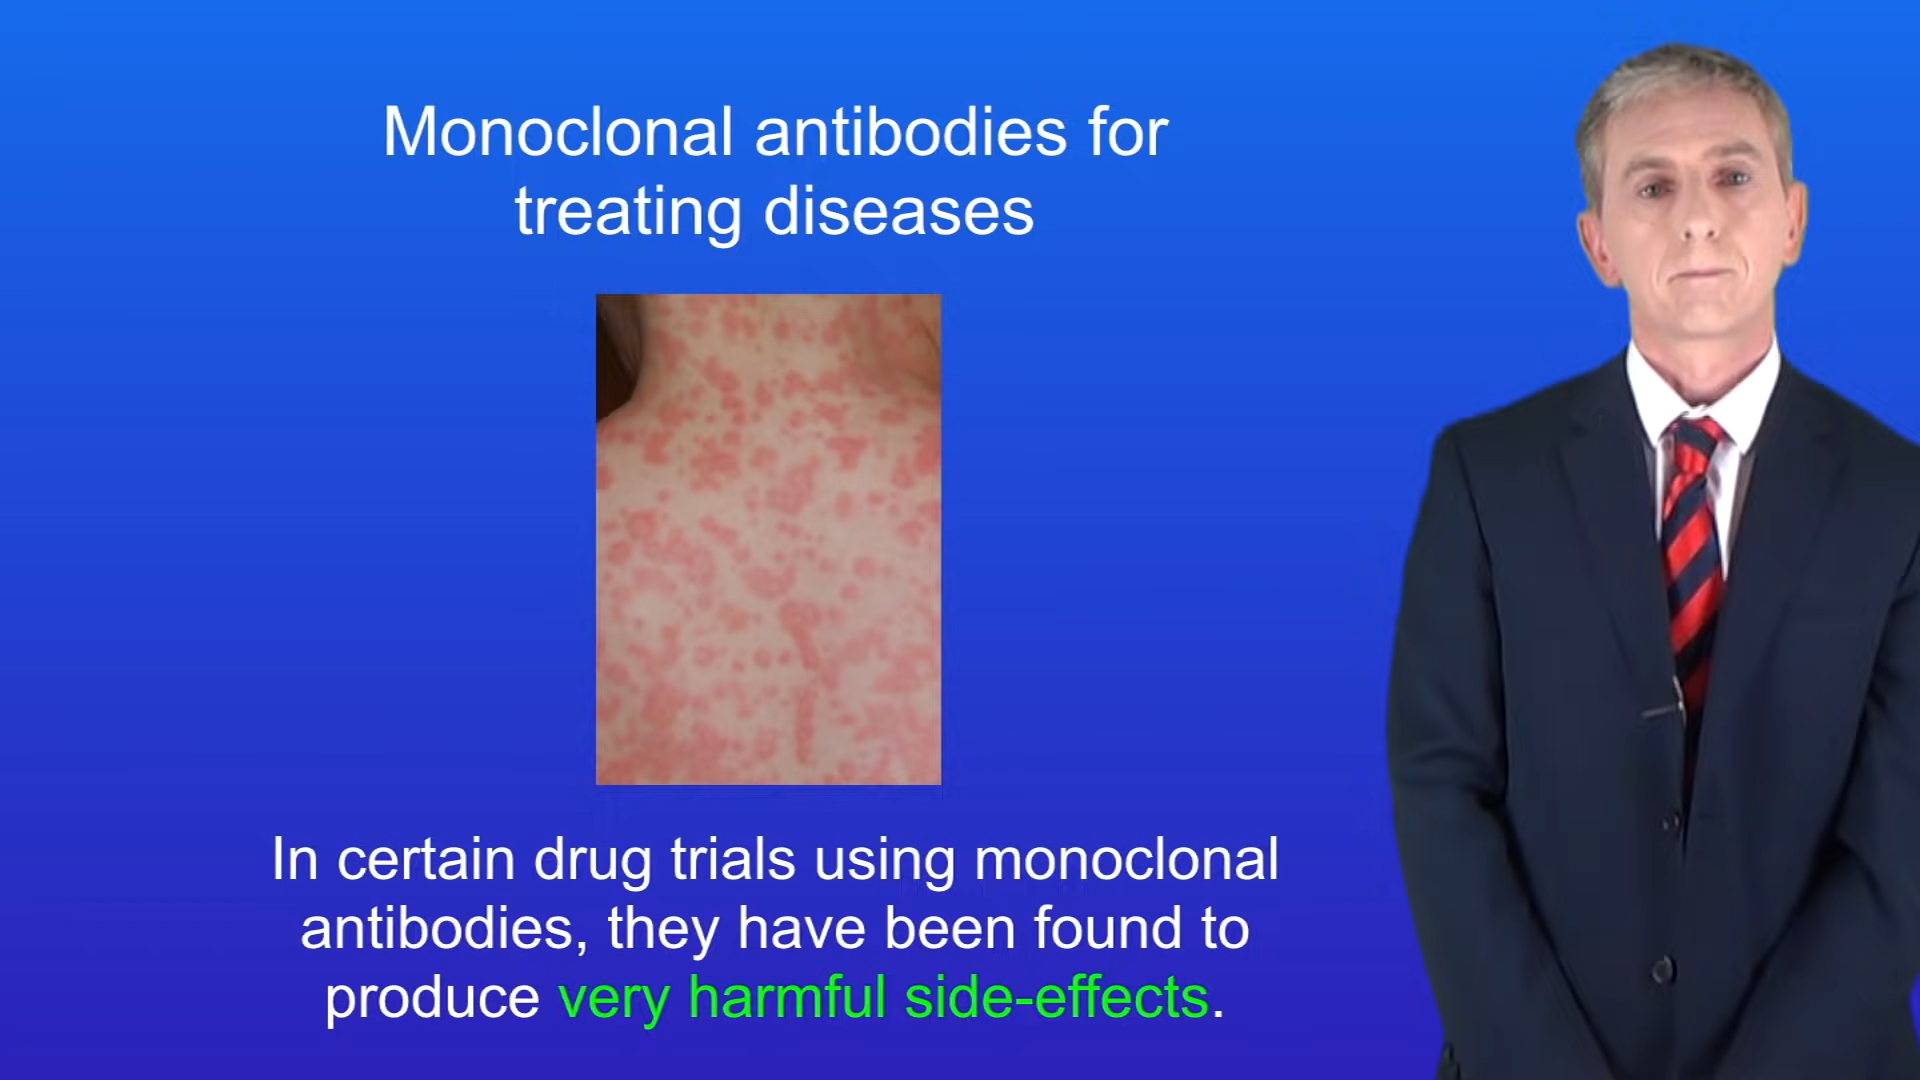 Monoclonal antibodies for
treating diseases
In certain drug trials using monoclonal
antibodies, they have been found to
produce very harmful side-effects.